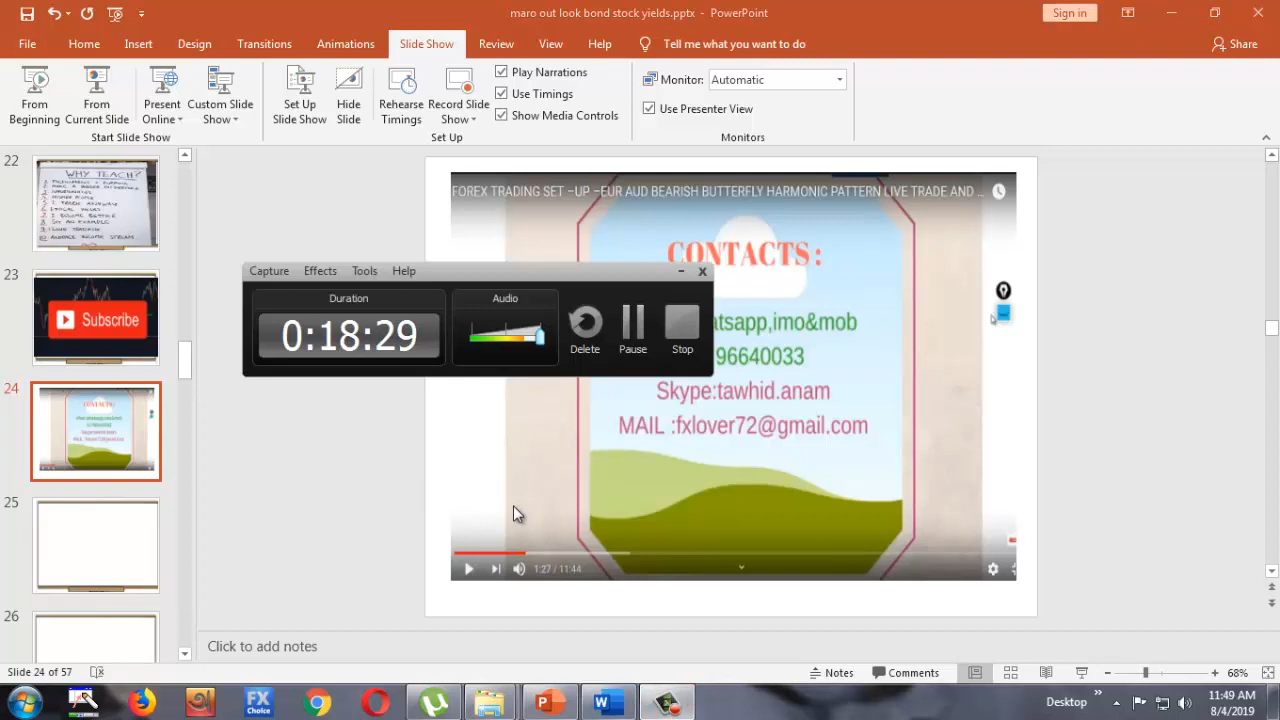 maro out look bond stock yields.pptx - PowerPoint
Sign in
File
Home
Insert
Design
Transitions
Animations
Slide Show
Review
View
Help
Tell me what you want to do
Share
From
Beginning
From
Current Slide
Present
Online
Custom Slide
Show
Set Up
Slide Show
Hide
Slide
Rehearse
Timings
Record Slide
Show
Play Narrations
Use Timings
Show Media Controls
Monitor:
Automatic
Use Presenter View
Start Slide Show
Set Up
Monitors
22
WHY TEACH?
23
Subscribe
24
CONTACTS:
25
26
FOREX TRADING SET –UP –EUR AUD BEARISH BUTTERFLY HARMONIC PATTERN LIVE TRADE AND ...
CONTACTS :
atsapp,imo&mob
96640033
Skype:tawhid.anam
MAIL :fxlover72@gmail.com
1:27 / 11:44
Capture
Effects
Tools
Help
Duration
0:18:29
Audio
Delete
Pause
Stop
Click to add notes
Slide 24 of 57
Notes
Comments
68%
FX
Choice
Desktop
11:49 AM
8/4/2019